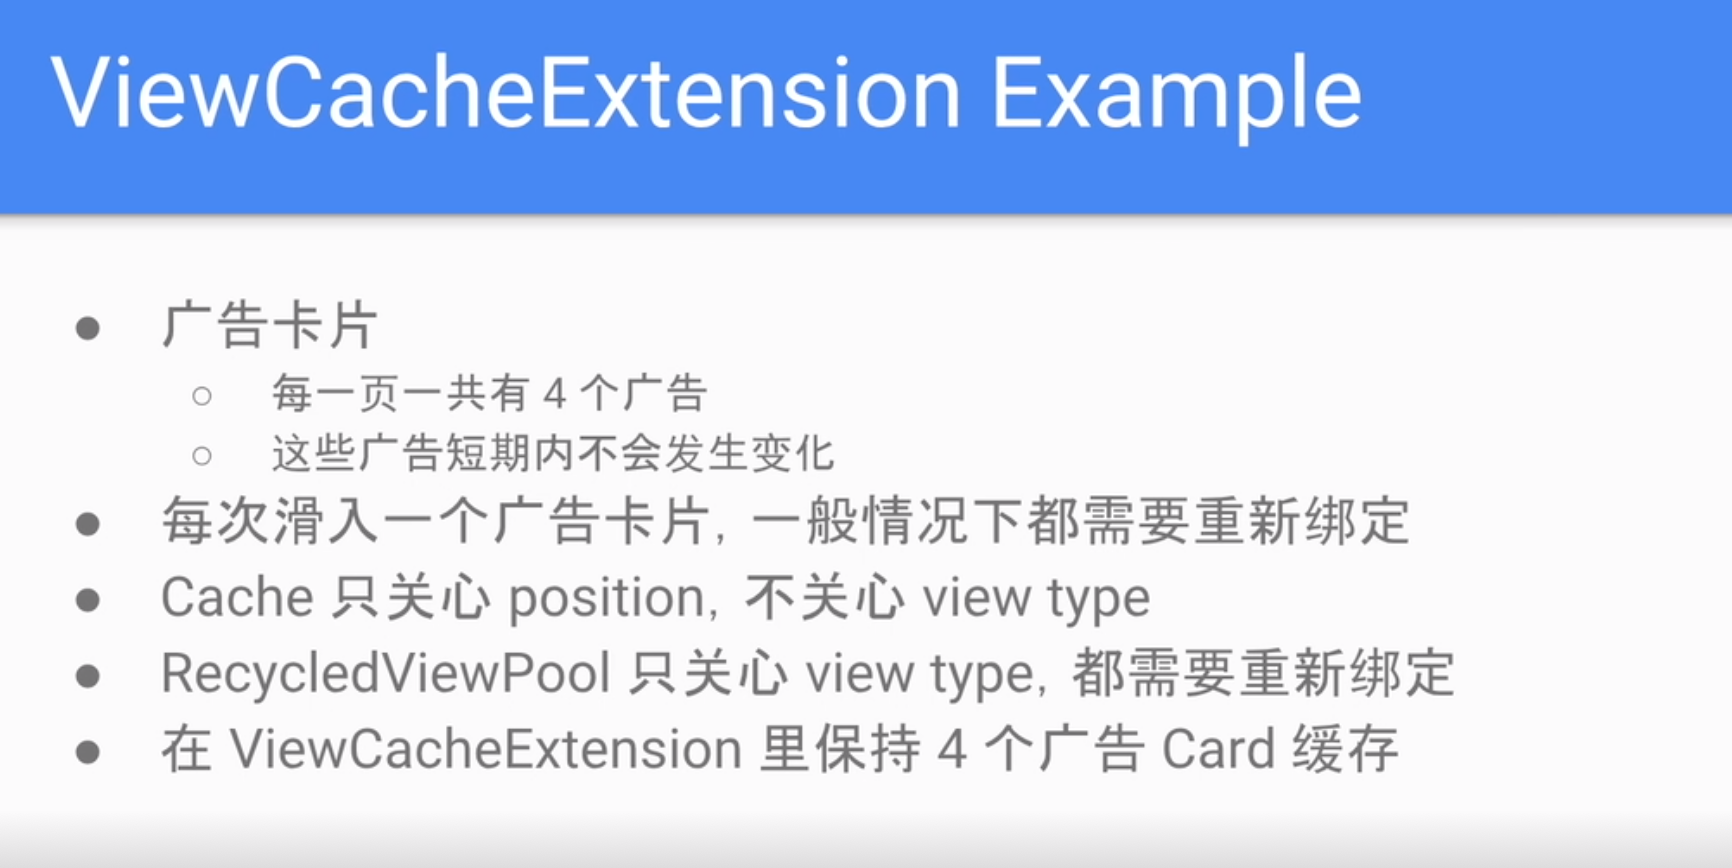 ViewCacheExtension Example
● 广告卡片
○ 每一页一共有 4 个广告
○ 这些广告短期内不会发生变化
● 每次滑入一个广告卡片, 一般情况下都需要重新绑定
● Cache 只关心 position, 不关心 view type
● RecycledViewPool 只关心 view type, 都需要重新绑定
● 在 ViewCacheExtension 里保持 4 个广告 Card 缓存